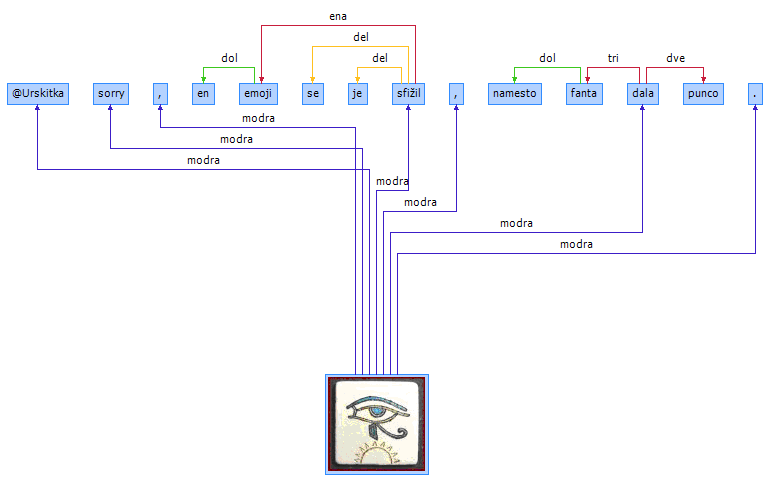 ena
del
dol del dol tri dve
@Urskitka sorry , en emoji se je sfižil , namesto fanta dala punco .
modra
modra
modra
modra
modra
modra
modra